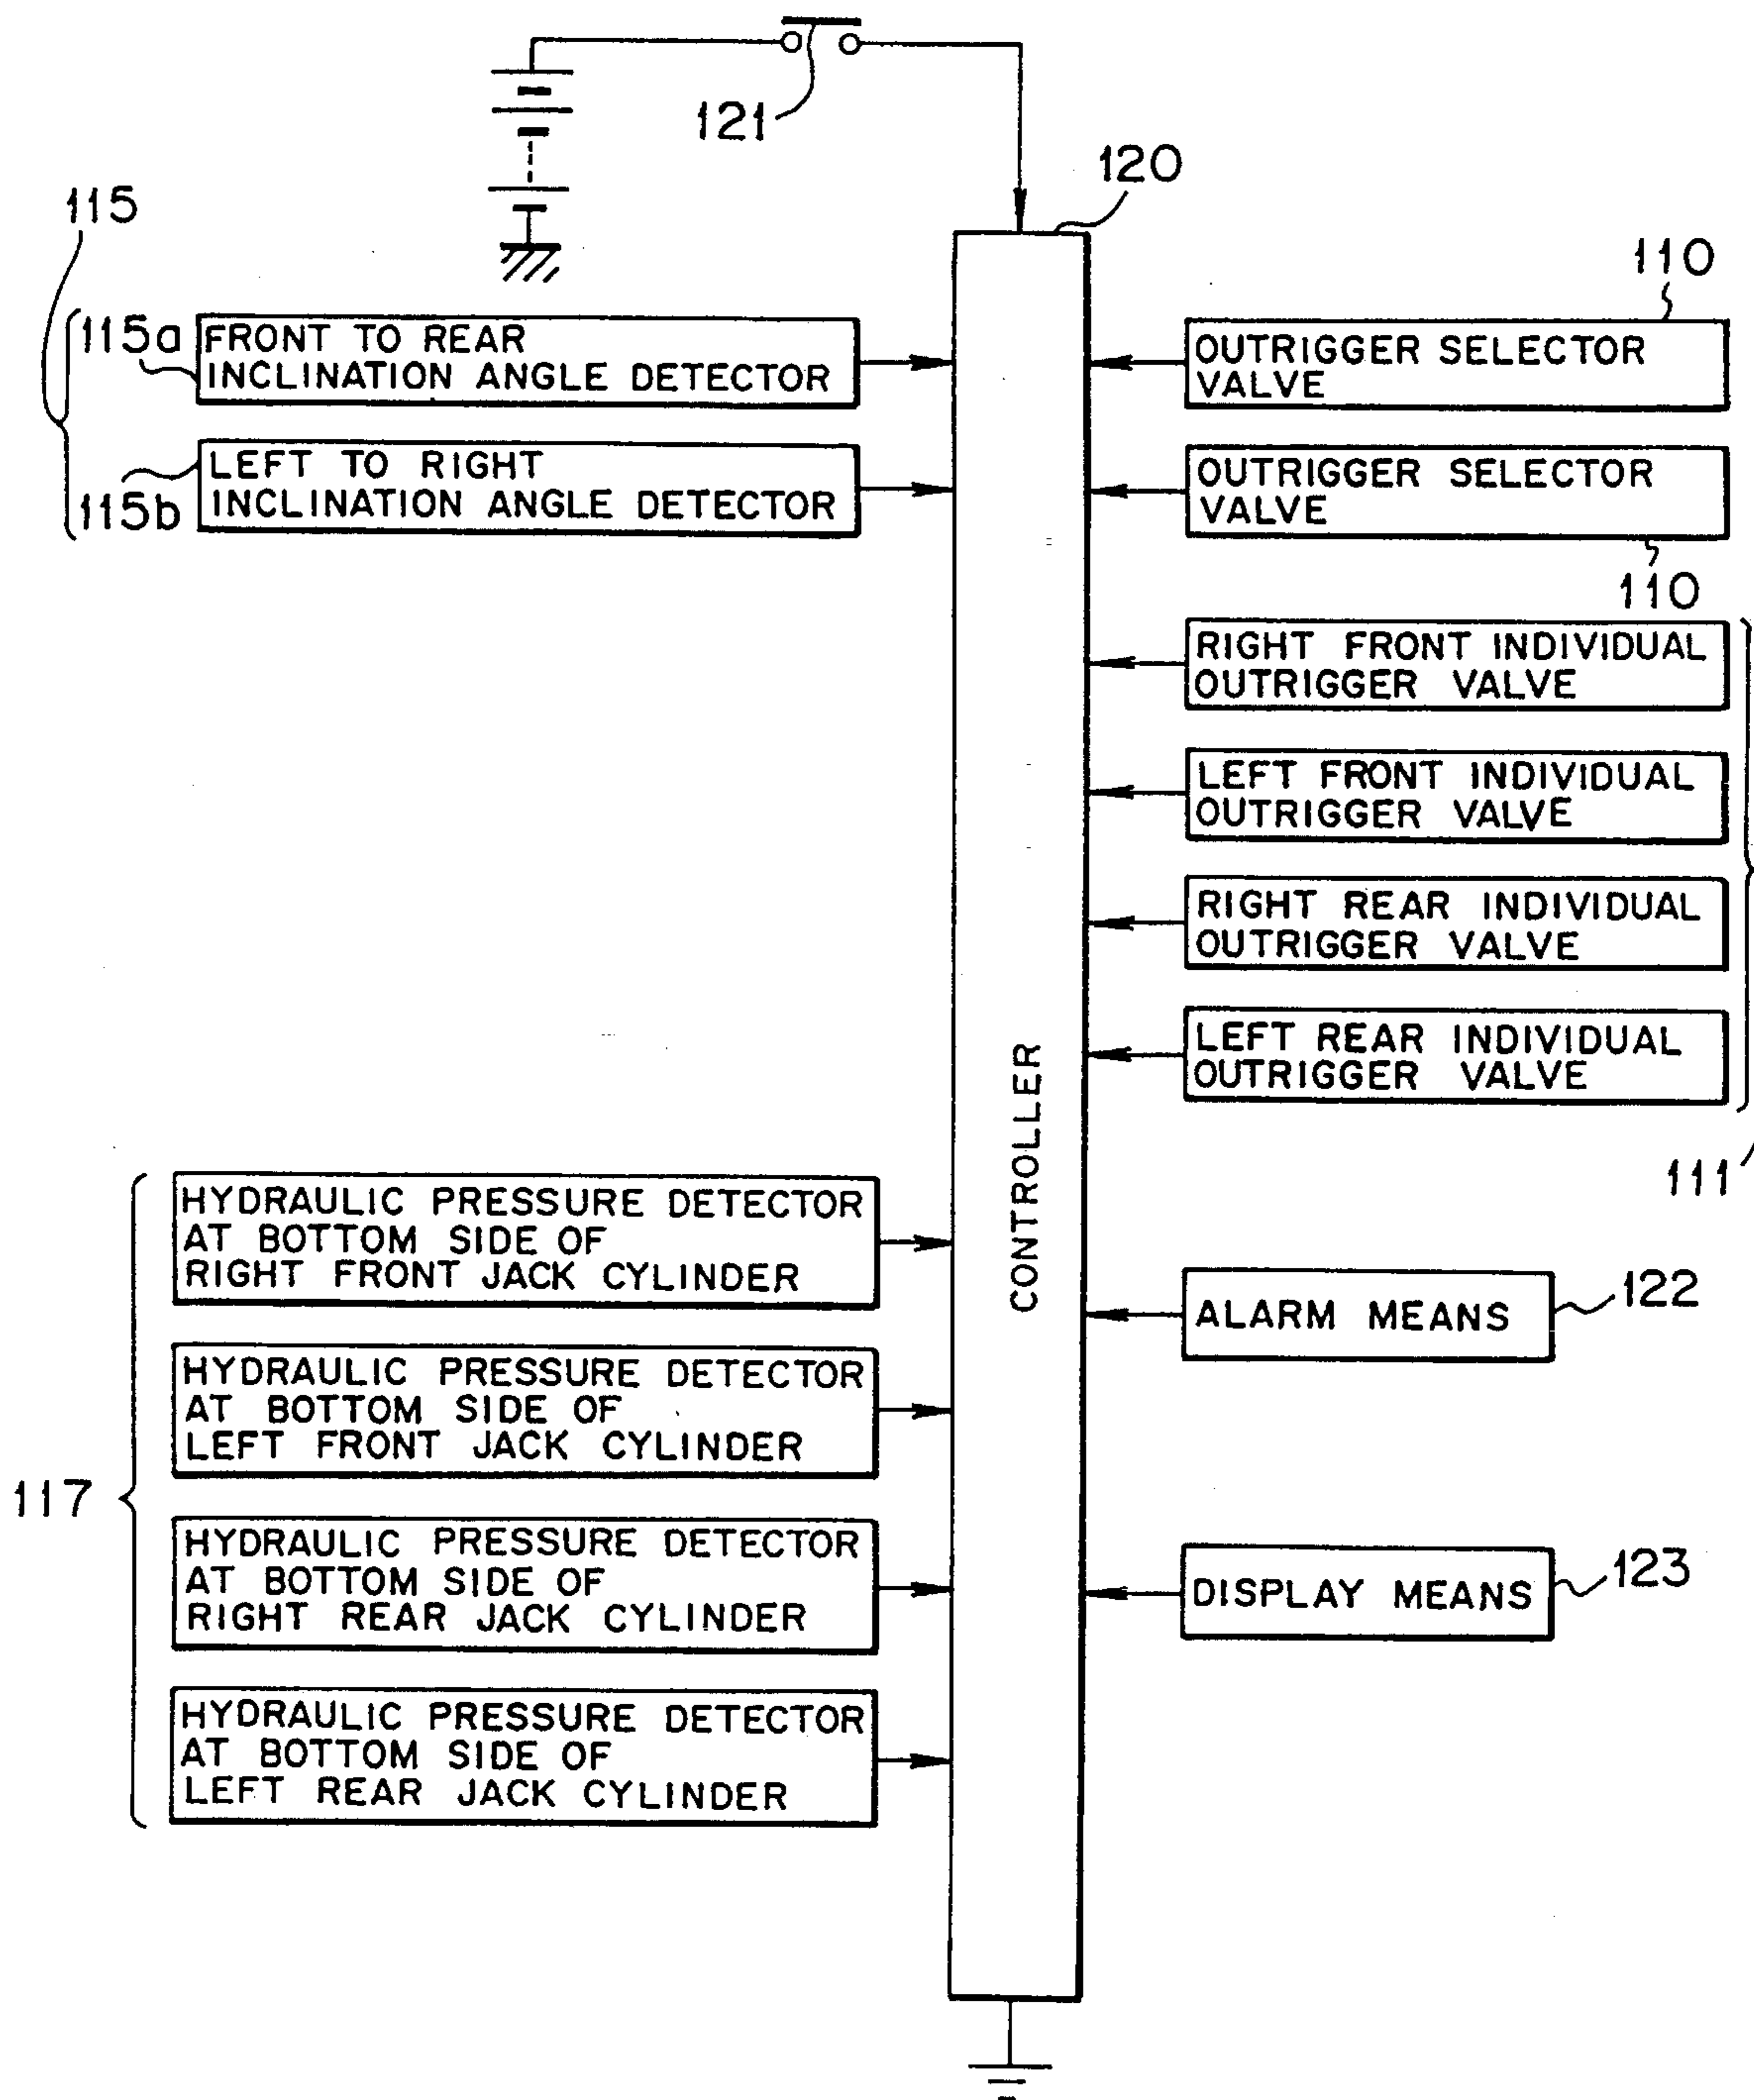 121
120
115
115a
FRONT TO REAR
INCLINATION ANGLE DETECTOR
115b
LEFT TO RIGHT
INCLINATION ANGLE DETECTOR
110
OUTRIGGER SELECTOR
VALVE
OUTRIGGER SELECTOR
VALVE
110
RIGHT FRONT INDIVIDUAL
OUTRIGGER VALVE
LEFT FRONT INDIVIDUAL
OUTRIGGER VALVE
RIGHT REAR INDIVIDUAL
OUTRIGGER VALVE
LEFT REAR INDIVIDUAL
OUTRIGGER VALVE
111
CONTROLLER
117
HYDRAULIC PRESSURE DETECTOR
AT BOTTOM SIDE OF
RIGHT FRONT JACK CYLINDER
HYDRAULIC PRESSURE DETECTOR
AT BOTTOM SIDE OF
LEFT FRONT JACK CYLINDER
HYDRAULIC PRESSURE DETECTOR
AT BOTTOM SIDE OF
RIGHT REAR JACK CYLINDER
HYDRAULIC PRESSURE DETECTOR
AT BOTTOM SIDE OF
LEFT REAR JACK CYLINDER
ALARM MEANS
122
DISPLAY MEANS
123